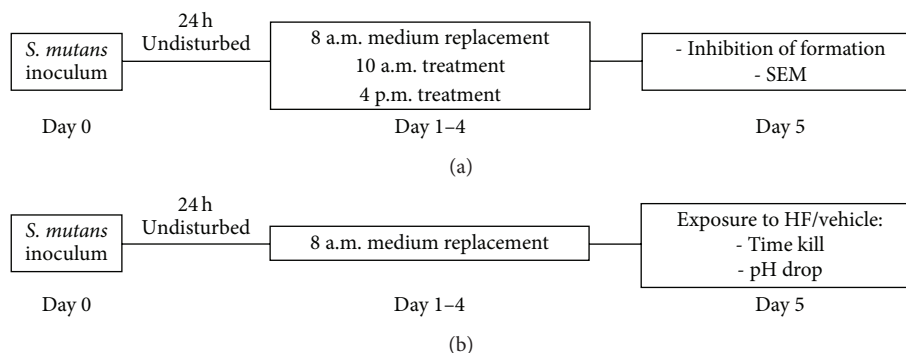 24 h
Undisturbed
S. mutans
inoculum
8 a.m. medium replacement
10 a.m. treatment
4 p.m. treatment
- Inhibition of formation
- SEM
Day 0
Day 1–4
Day 5
(a)
24 h
Undisturbed
S. mutans
inoculum
8 a.m. medium replacement
Exposure to HF/vehicle:
- Time kill
- pH drop
Day 0
Day 1–4
Day 5
(b)